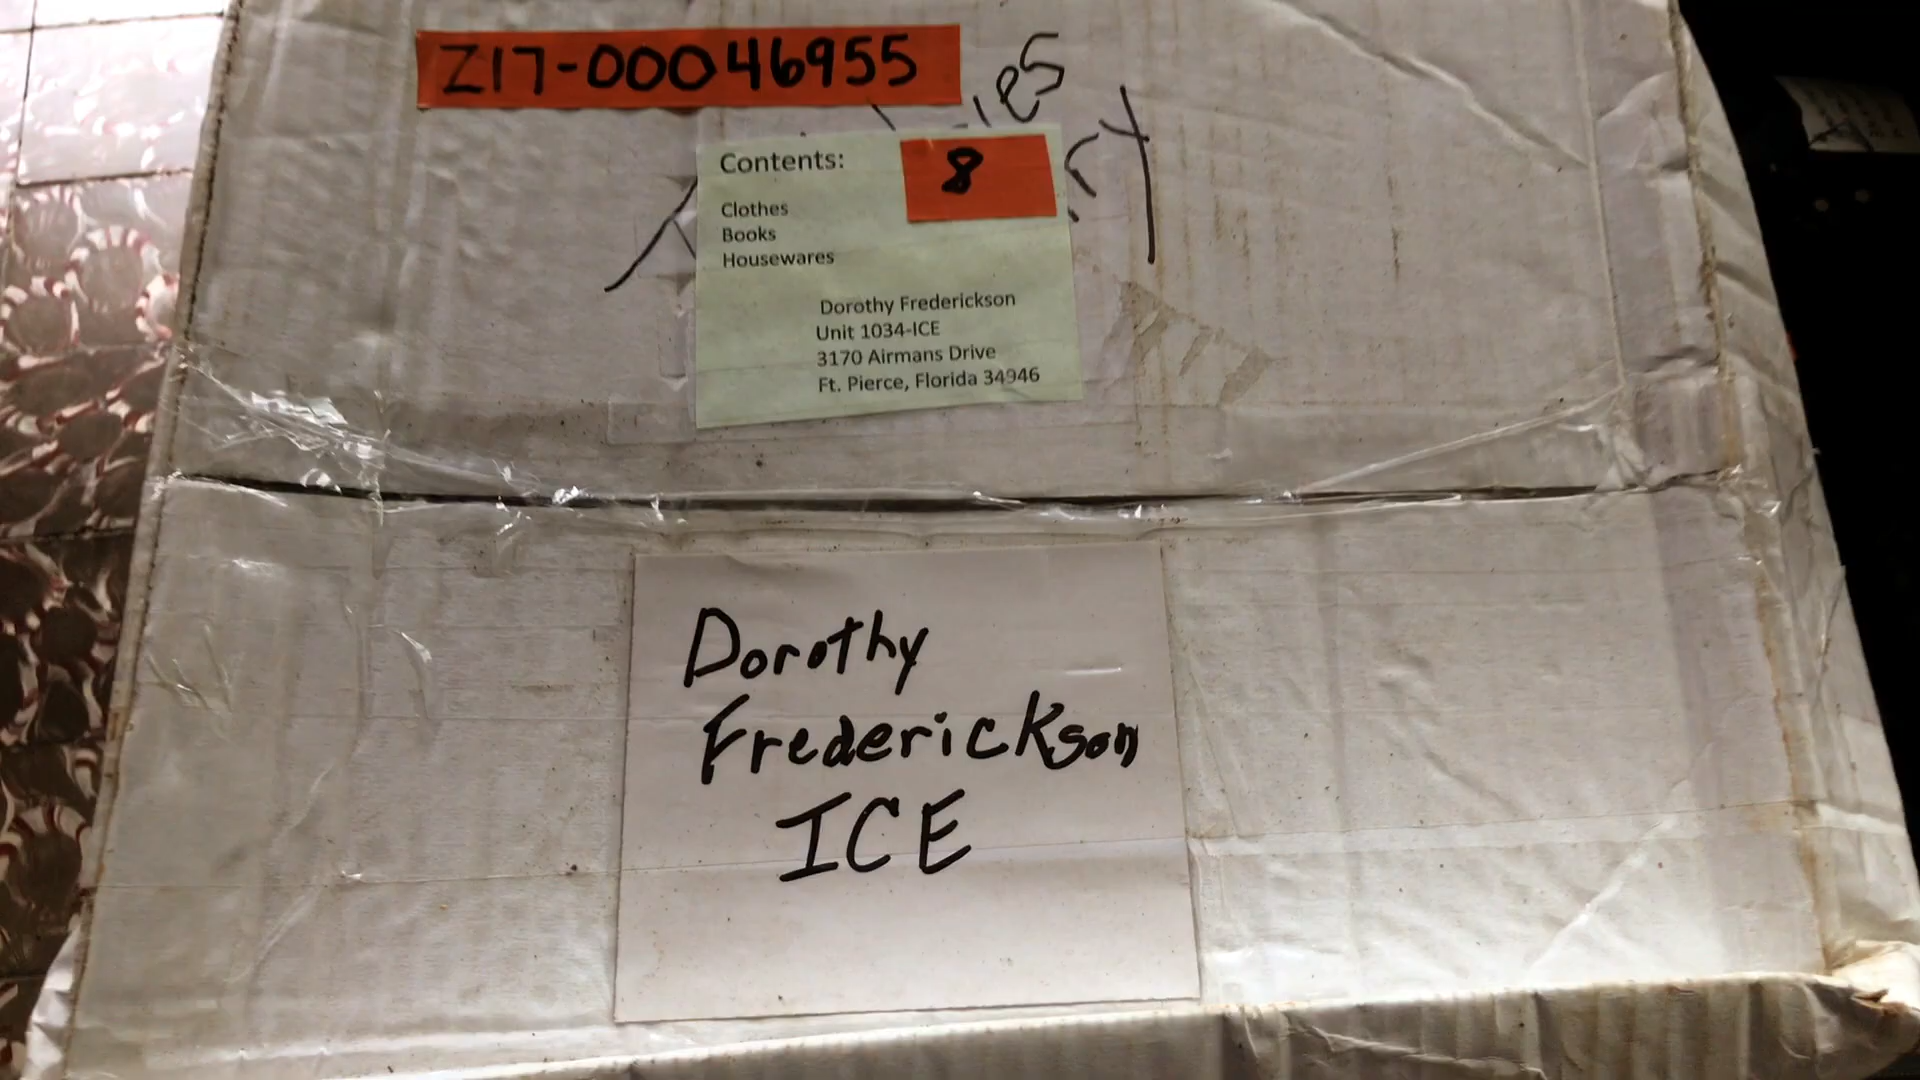 Z17-00046955
Contents:
8
Clothes
Books
Housewares
Dorothy Frederickson
Unit 1034-ICE
3170 Airmans Drive
Ft. Pierce, Florida 34946
Dorothy
Frederickson
ICE